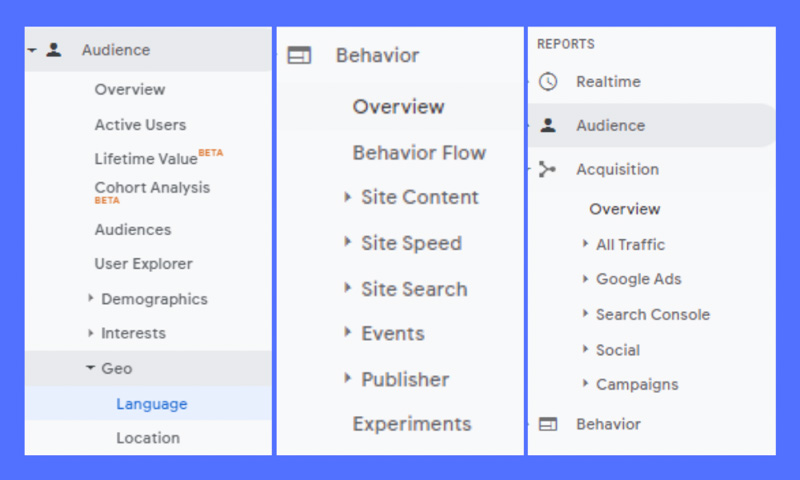 Audience
Overview
Active Users
Lifetime Value BETA
Cohort Analysis
BETA
Audiences
User Explorer
Demographics
Interests
Geo
Language
Location
Behavior
Overview
Behavior Flow
Site Content
Site Speed
Site Search
Events
Publisher
Experiments
REPORTS
Realtime
Audience
Acquisition
Overview
All Traffic
Google Ads
Search Console
Social
Campaigns
Behavior